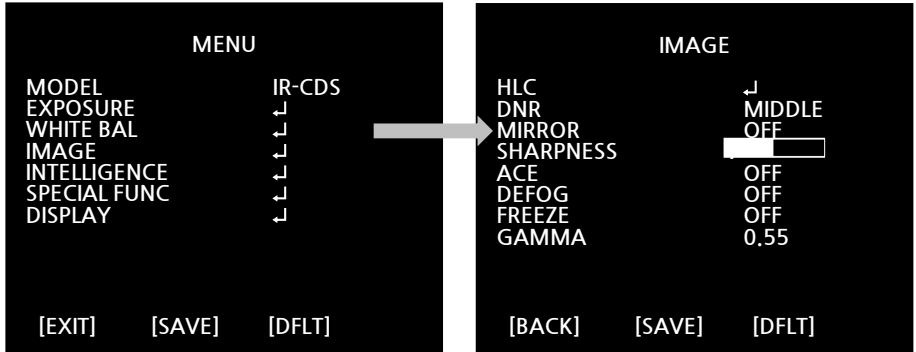 MENU
MODEL IR-CDS
EXPOSURE ↲
WHITE BAL ↲
IMAGE ↲
INTELLIGENCE ↲
SPECIAL FUNC ↲
DISPLAY ↲
[EXIT] [SAVE] [DFLT]
IMAGE
HLC ↲
DNR MIDDLE
MIRROR OFF
SHARPNESS
ACE OFF
DEFOG OFF
FREEZE OFF
GAMMA 0.55
[BACK] [SAVE] [DFLT]